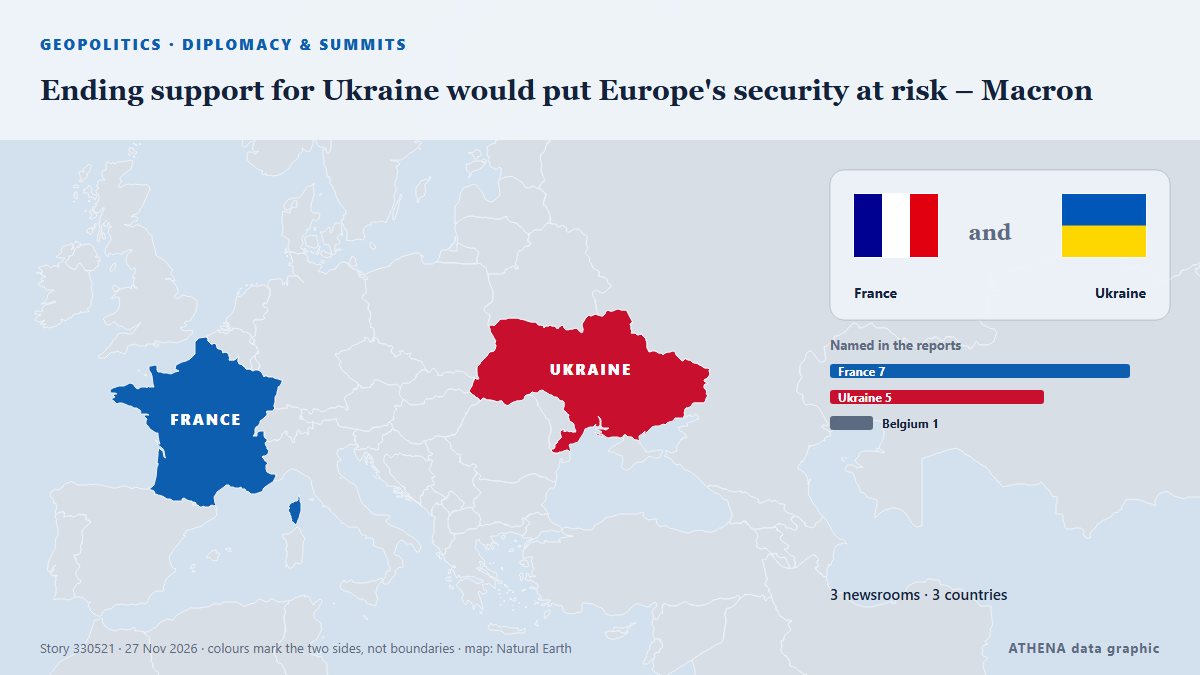 GEOPOLITICS · DIPLOMACY & SUMMITS
Ending support for Ukraine would put Europe's security at risk – Macron
and
France
Ukraine
Named in the reports
France 7
Ukraine 5
Belgium 1
UKRAINE
FRANCE
3 newsrooms · 3 countries
Story 330521 · 27 Nov 2026 · colours mark the two sides, not boundaries · map: Natural Earth
ATHENA data graphic